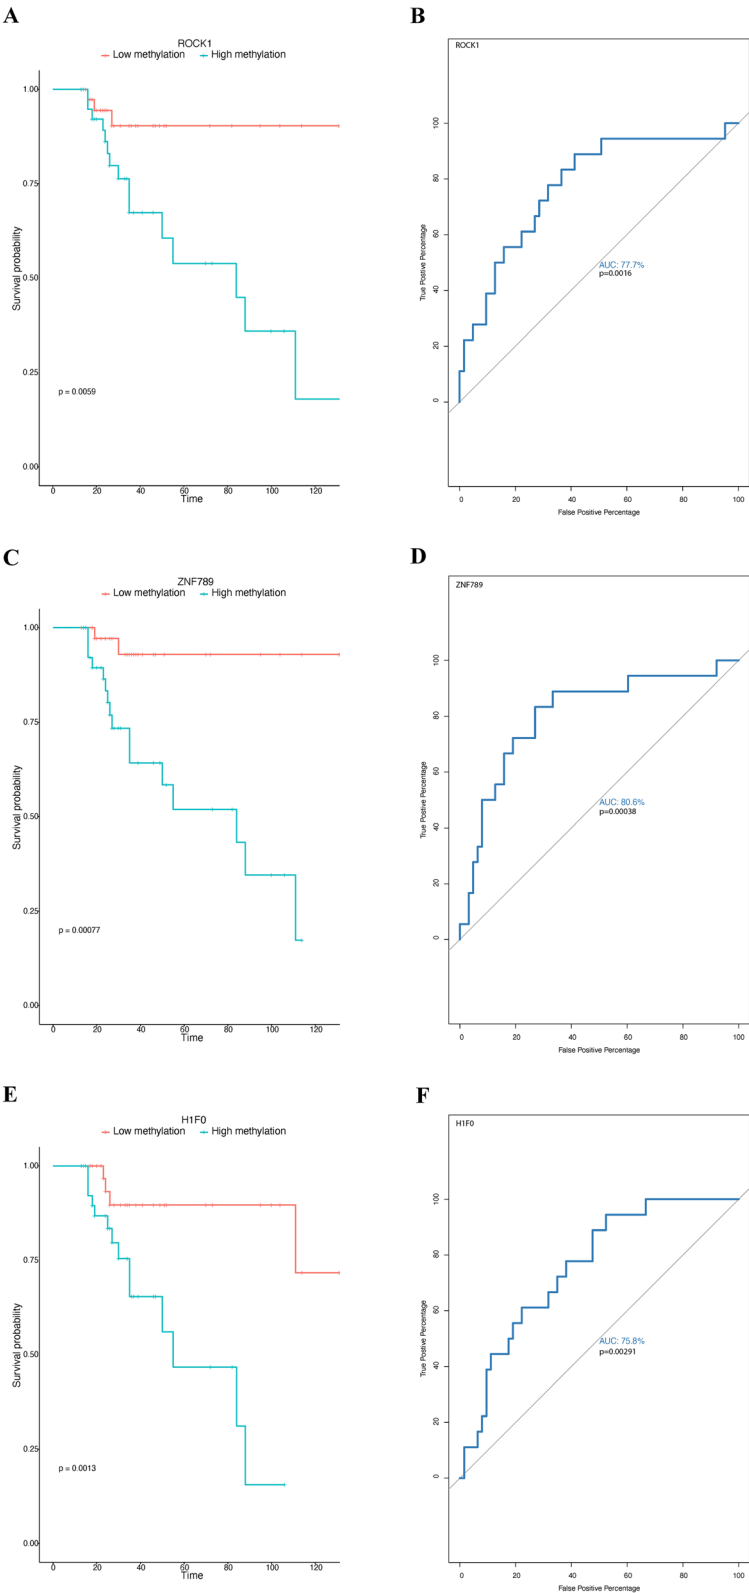 A
ROCK1
Low methylation High methylation
1.00
0.75
0.50
0.25
0.00
Survival probability
p = 0.0059
0 20 40 60 80 100 120
Time
B
ROCK1
100
80
60
40
20
0
True Postive Percentage
AUC: 77.7%
p=0.0016
0 20 40 60 80 100
False Positive Percentage
C
ZNF789
Low methylation High methylation
1.00
0.75
0.50
0.25
0.00
Survival probability
p = 0.00077
0 20 40 60 80 100 120
Time
D
ZNF789
100
80
60
40
20
0
True Postive Percentage
AUC: 80.6%
p=0.00038
0 20 40 60 80 100
False Positive Percentage
E
H1F0
Low methylation High methylation
1.00
0.75
0.50
0.25
0.00
Survival probability
p = 0.0013
0 20 40 60 80 100 120
Time
F
H1F0
100
80
60
40
20
0
True Postive Percentage
AUC: 75.8%
p=0.00291
0 20 40 60 80 100
False Positive Percentage